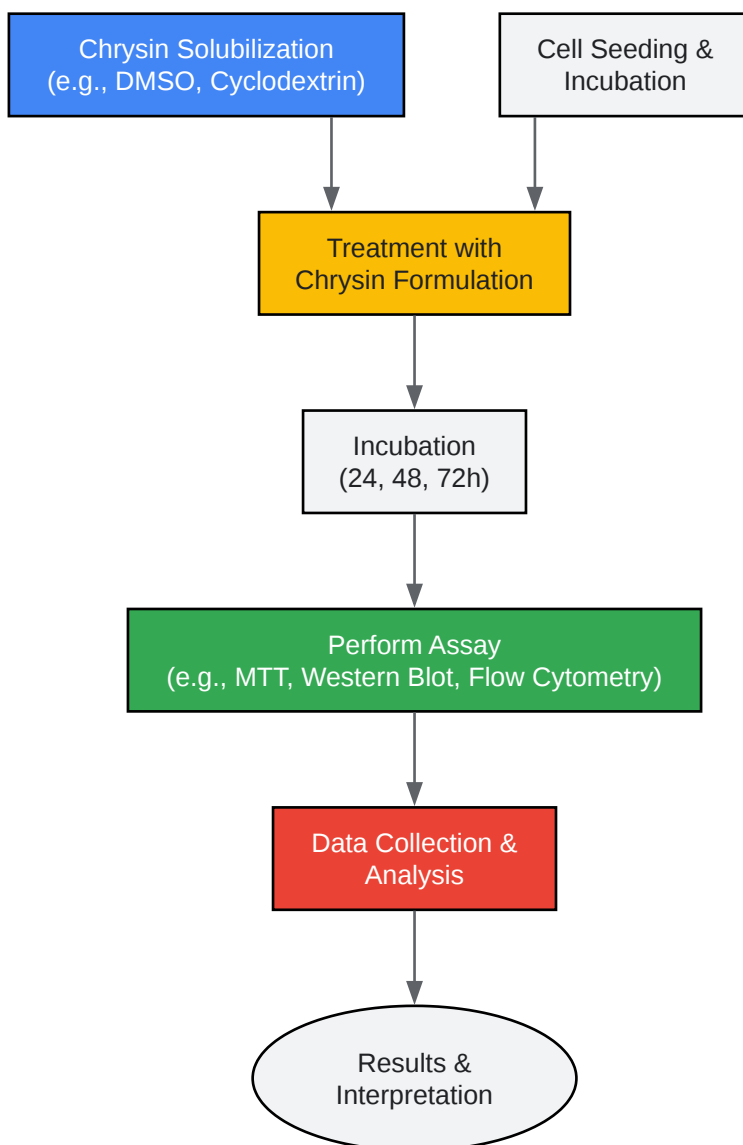 Chrysin Solubilization
(e.g., DMSO, Cyclodextrin)
Cell Seeding &
Incubation
Treatment with
Chrysin Formulation
Incubation
(24, 48, 72h)
Perform Assay
(e.g., MTT, Western Blot, Flow Cytometry)
Data Collection &
Analysis
Results &
Interpretation